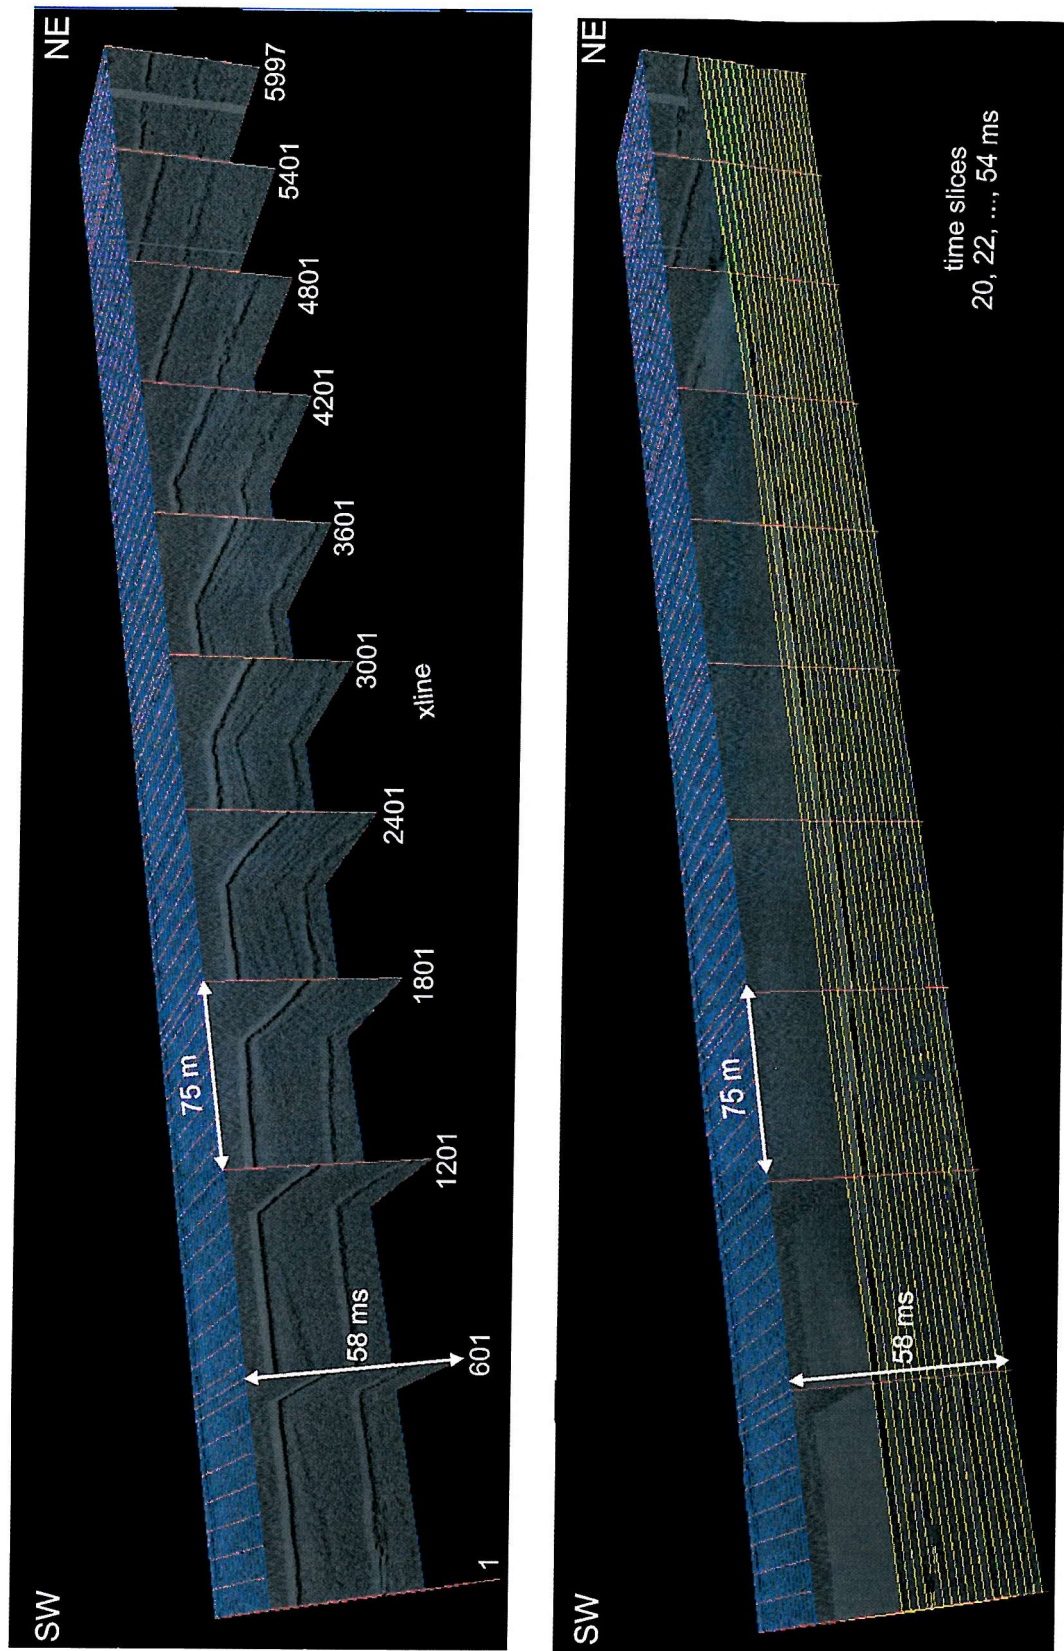 SW
NE
75 m
58 ms
1
601
1201
1801
2401
3001
3601
4201
4801
5401
5997
xline
SW
NE
75 m
58 ms
time slices
20, 22, ..., 54 ms